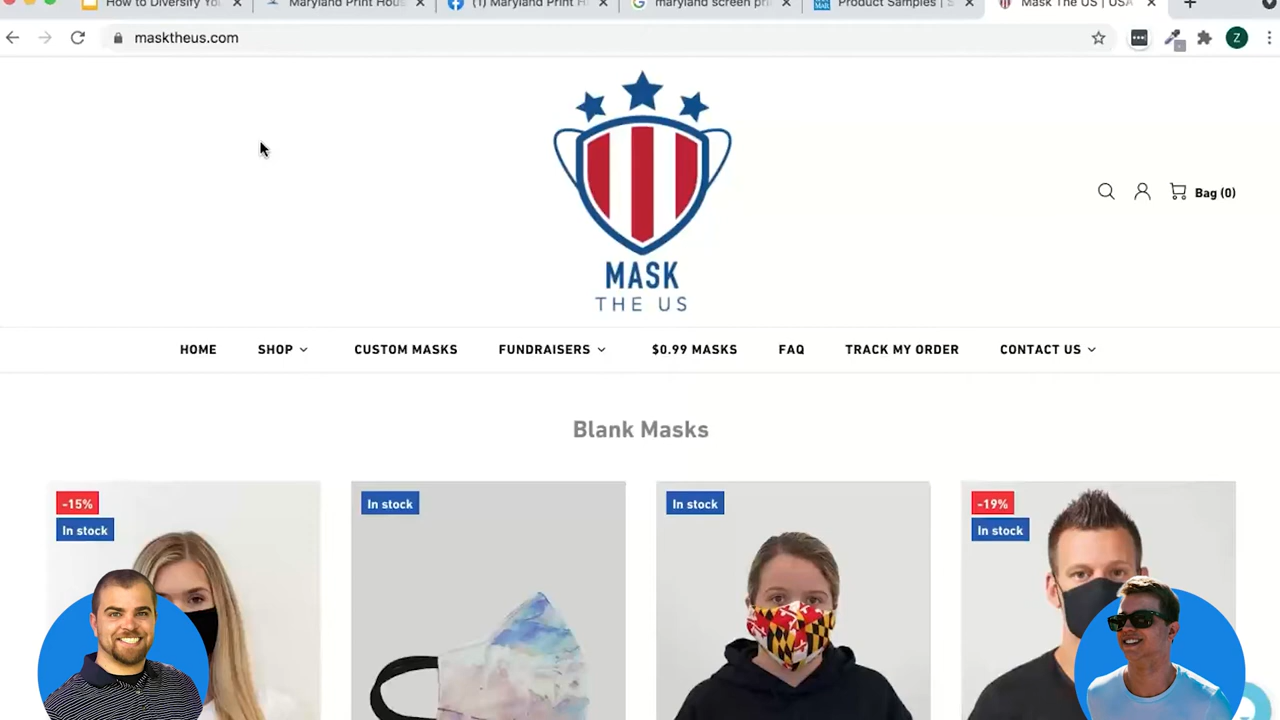 How to Diversify Yo
Maryland Print Hous
(1) Maryland Print H
maryland screen pri
Product Samples | S
Mask The US | USA
masktheus.com
Z
MASK
THE US
Bag (0)
HOME
SHOP
CUSTOM MASKS
FUNDRAISERS
$0.99 MASKS
FAQ
TRACK MY ORDER
CONTACT US
Blank Masks
-15%
In stock
In stock
In stock
-19%
In stock